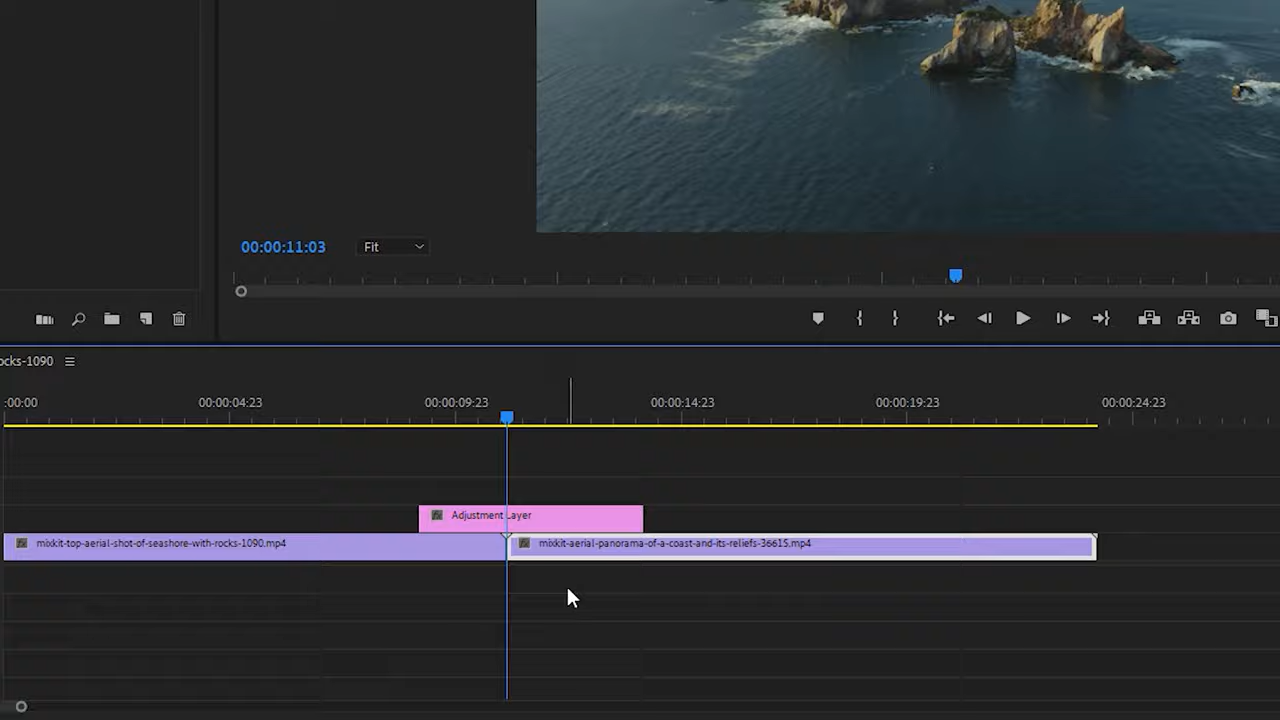 00:00:11:03
Fit
ocks-1090
:00:00
00:00:04:23
00:00:09:23
00:00:14:23
00:00:19:23
00:00:24:23
Adjustment Layer
mixkit-top-aerial-shot-of-seashore-with-rocks-1090.mp4
mixkit-aerial-panorama-of-a-coast-and-its-reliefs-36615.mp4